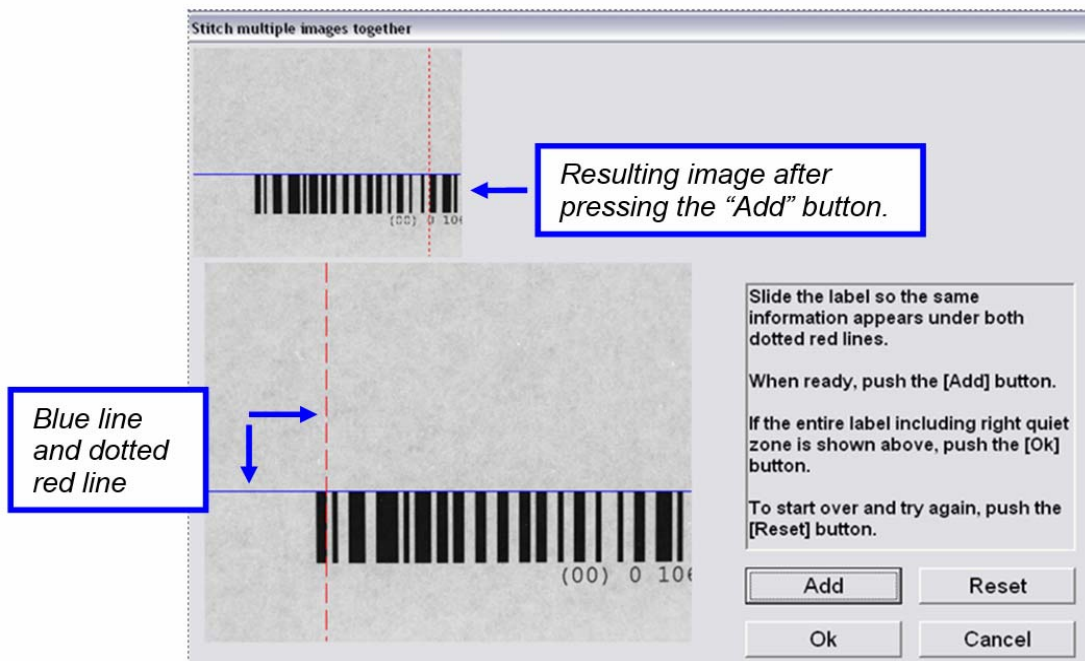 Stitch multiple images together
(00) 0 106
Resulting image after
pressing the “Add” button.
Blue line
and dotted
red line
(00) 0 106
Slide the label so the same
information appears under both
dotted red lines.
When ready, push the [Add] button.
If the entire label including right quiet
zone is shown above, push the [Ok]
button.
To start over and try again, push the
[Reset] button.
Add
Reset
Ok
Cancel